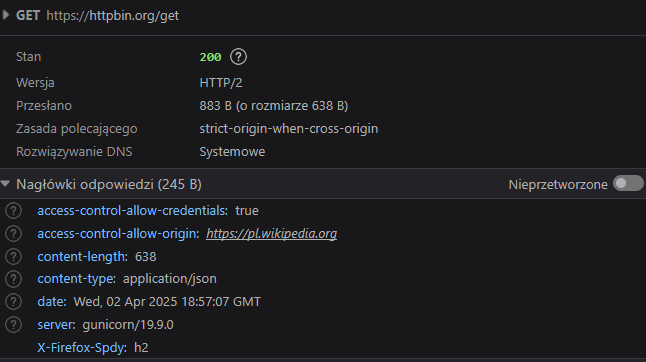 GET https://httpbin.org/get
Stan 200 ?
Wersja HTTP/2
Przesłano 883 B (o rozmiarze 638 B)
Zasada polecającego strict-origin-when-cross-origin
Rozwiązywanie DNS Systemowe
Nagłówki odpowiedzi (245 B) Nieprzetworzone
? access-control-allow-credentials: true
? access-control-allow-origin: https://pl.wikipedia.org
? content-length: 638
? content-type: application/json
? date: Wed, 02 Apr 2025 18:57:07 GMT
? server: gunicorn/19.9.0
X-Firefox-Spdy: h2